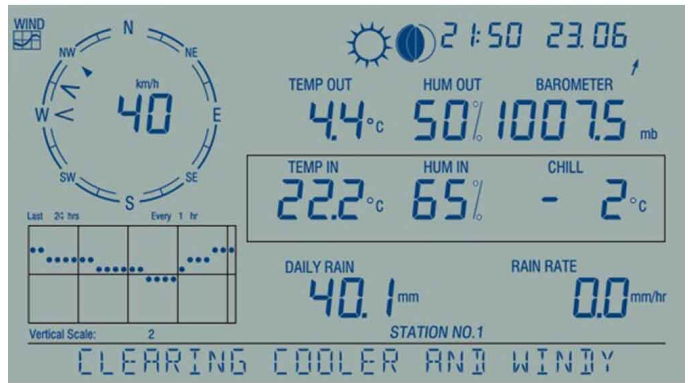 WIND
N
NW
NE
km/h
40
W
E
SW
SE
S
21:50 23.06
TEMP OUT HUM OUT BAROMETER
4.4°c 50% 1007.5 mb
TEMP IN HUM IN CHILL
22.2°c 65% - 2°c
Last 24 hrs Every 1 hr
DAILY RAIN RAIN RATE
40.1 mm 0.0 mm/hr
Vertical Scale: 2
STATION NO.1
CLEARING COOLER AND WINDY